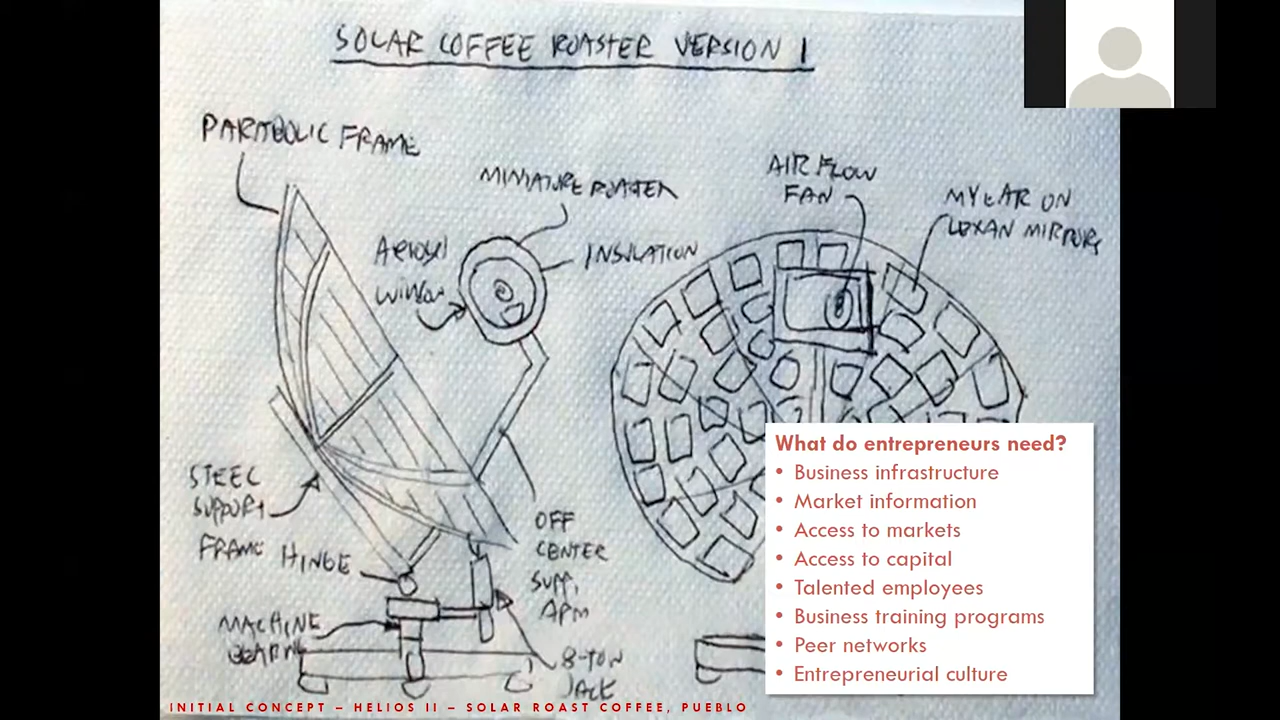 SOLAR COFFEE ROASTER VERSION 1
PARABOLIC FRAME
MINIATURE ROASTER
AIR FLOW
FAN
MYLAR ON
LEXAN MIRRORS
INSULATION
WINDOW
STEEL
SUPPORT
FRAME
HINGE
OFF
CENTER
SUPP.
ARM
MACHINE
BEARING
8-TON
JACK
What do entrepreneurs need?
• Business infrastructure
• Market information
• Access to markets
• Access to capital
• Talented employees
• Business training programs
• Peer networks
• Entrepreneurial culture
INITIAL CONCEPT – HELIOS II – SOLAR ROAST COFFEE, PUEBLO